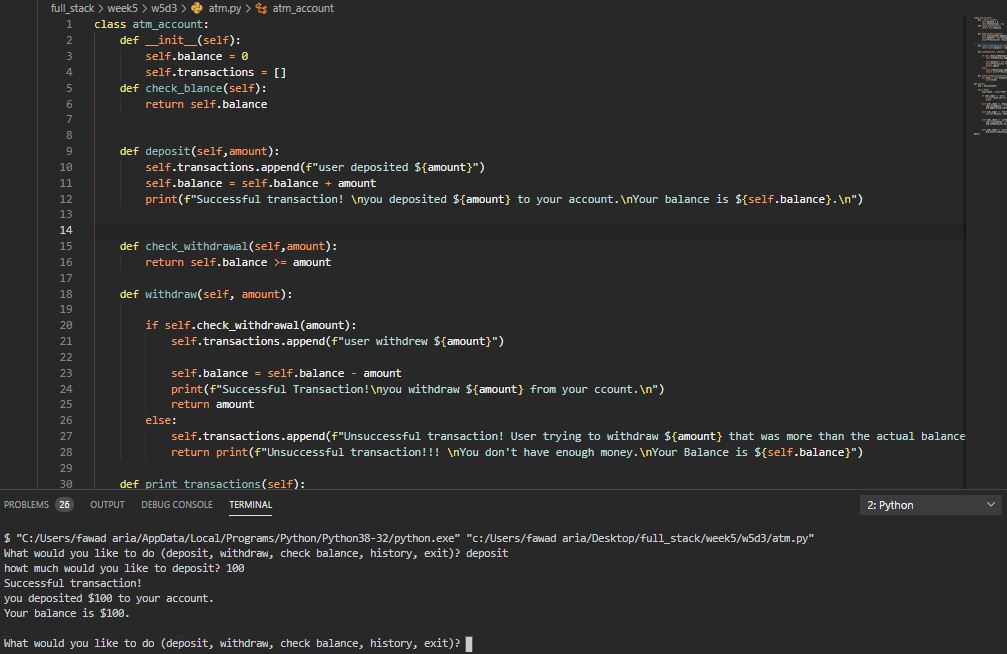 full_stack > week5 > w5d3 > atm.py > atm_account
1 class atm_account:
2 def __init__(self):
3 self.balance = 0
4 self.transactions = []
5 def check_blance(self):
6 return self.balance
7
8
9 def deposit(self,amount):
10 self.transactions.append(f"user deposited ${amount}")
11 self.balance = self.balance + amount
12 print(f"Successful transaction! \nyou deposited ${amount} to your account.\nYour balance is ${self.balance}.\n")
13
14
15 def check_withdrawal(self,amount):
16 return self.balance >= amount
17
18 def withdraw(self, amount):
19
20 if self.check_withdrawal(amount):
21 self.transactions.append(f"user withdrew ${amount}")
22
23 self.balance = self.balance - amount
24 print(f"Successful Transaction!\nyou withdraw ${amount} from your ccount.\n")
25 return amount
26 else:
27 self.transactions.append(f"Unsuccessful transaction! User trying to withdraw ${amount} that was more than the actual balance
28 return print(f"Unsuccessful transaction!!! \nYou don't have enough money.\nYour Balance is ${self.balance}")
29
30 def print_transactions(self):
PROBLEMS 26 OUTPUT DEBUG CONSOLE TERMINAL 2: Python
$ "C:/Users/fawad aria/AppData/Local/Programs/Python/Python38-32/python.exe" "c:/Users/fawad aria/Desktop/full_stack/week5/w5d3/atm.py"
What would you like to do (deposit, withdraw, check balance, history, exit)? deposit
howt much would you like to deposit? 100
Successful transaction!
you deposited $100 to your account.
Your balance is $100.
What would you like to do (deposit, withdraw, check balance, history, exit)?